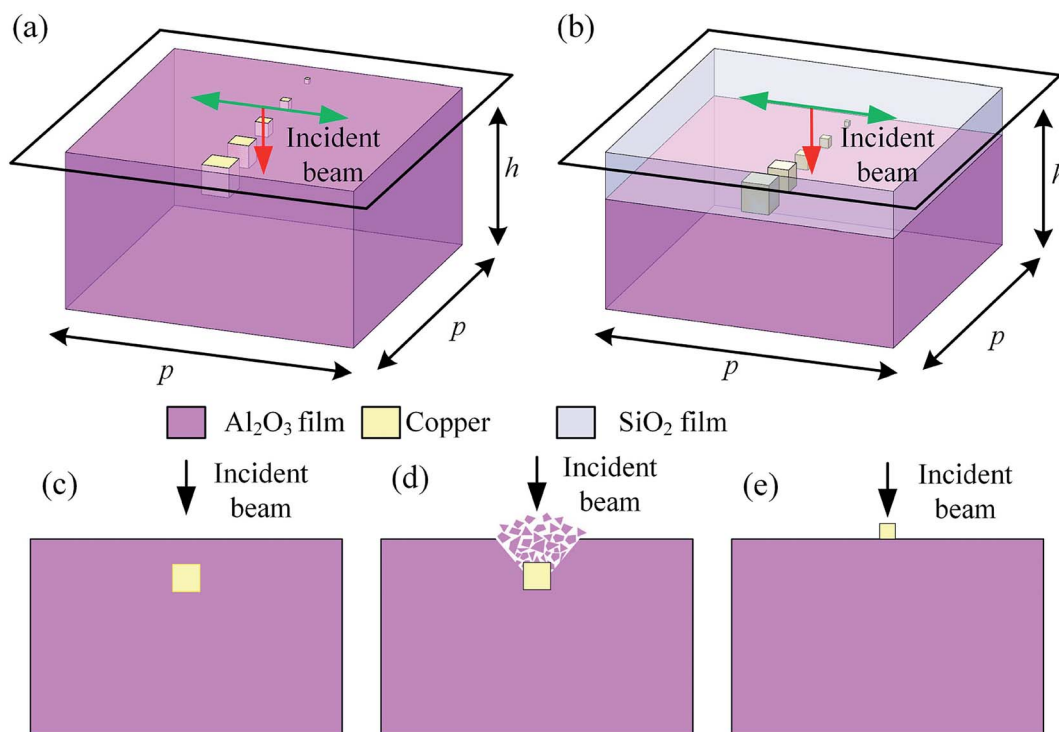 (a)
Incident
beam
h
p
p
(b)
Incident
beam
h
p
p
Al₂O₃ film
Copper
SiO₂ film
(c)
Incident
beam
(d)
Incident
beam
(e)
Incident
beam